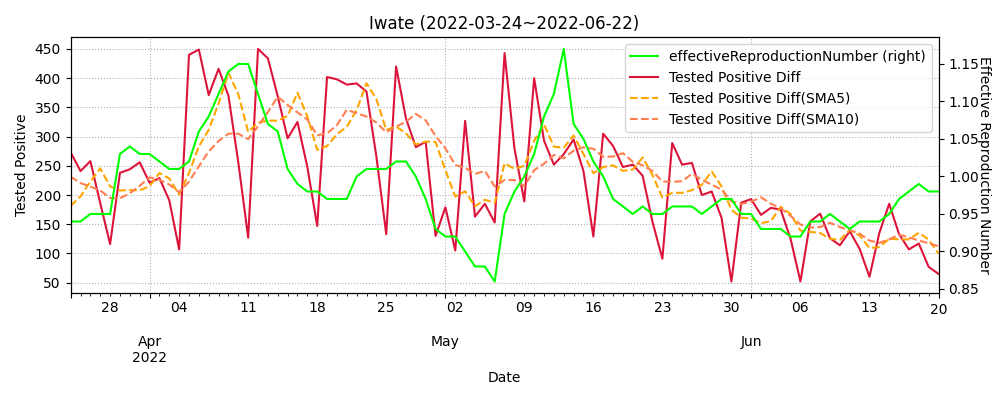 Iwate (2022-03-24~2022-06-22)
effectiveReproductionNumber (right)
Tested Positive Diff
Tested Positive Diff(SMA5)
Tested Positive Diff(SMA10)
Tested Positive
450
400
350
300
250
200
150
100
50
Effective Reproduction Number
1.15
1.10
1.05
1.00
0.95
0.90
0.85
28 04 11 18 25 02 09 16 23 30 06 13 20
Apr May Jun
2022
Date